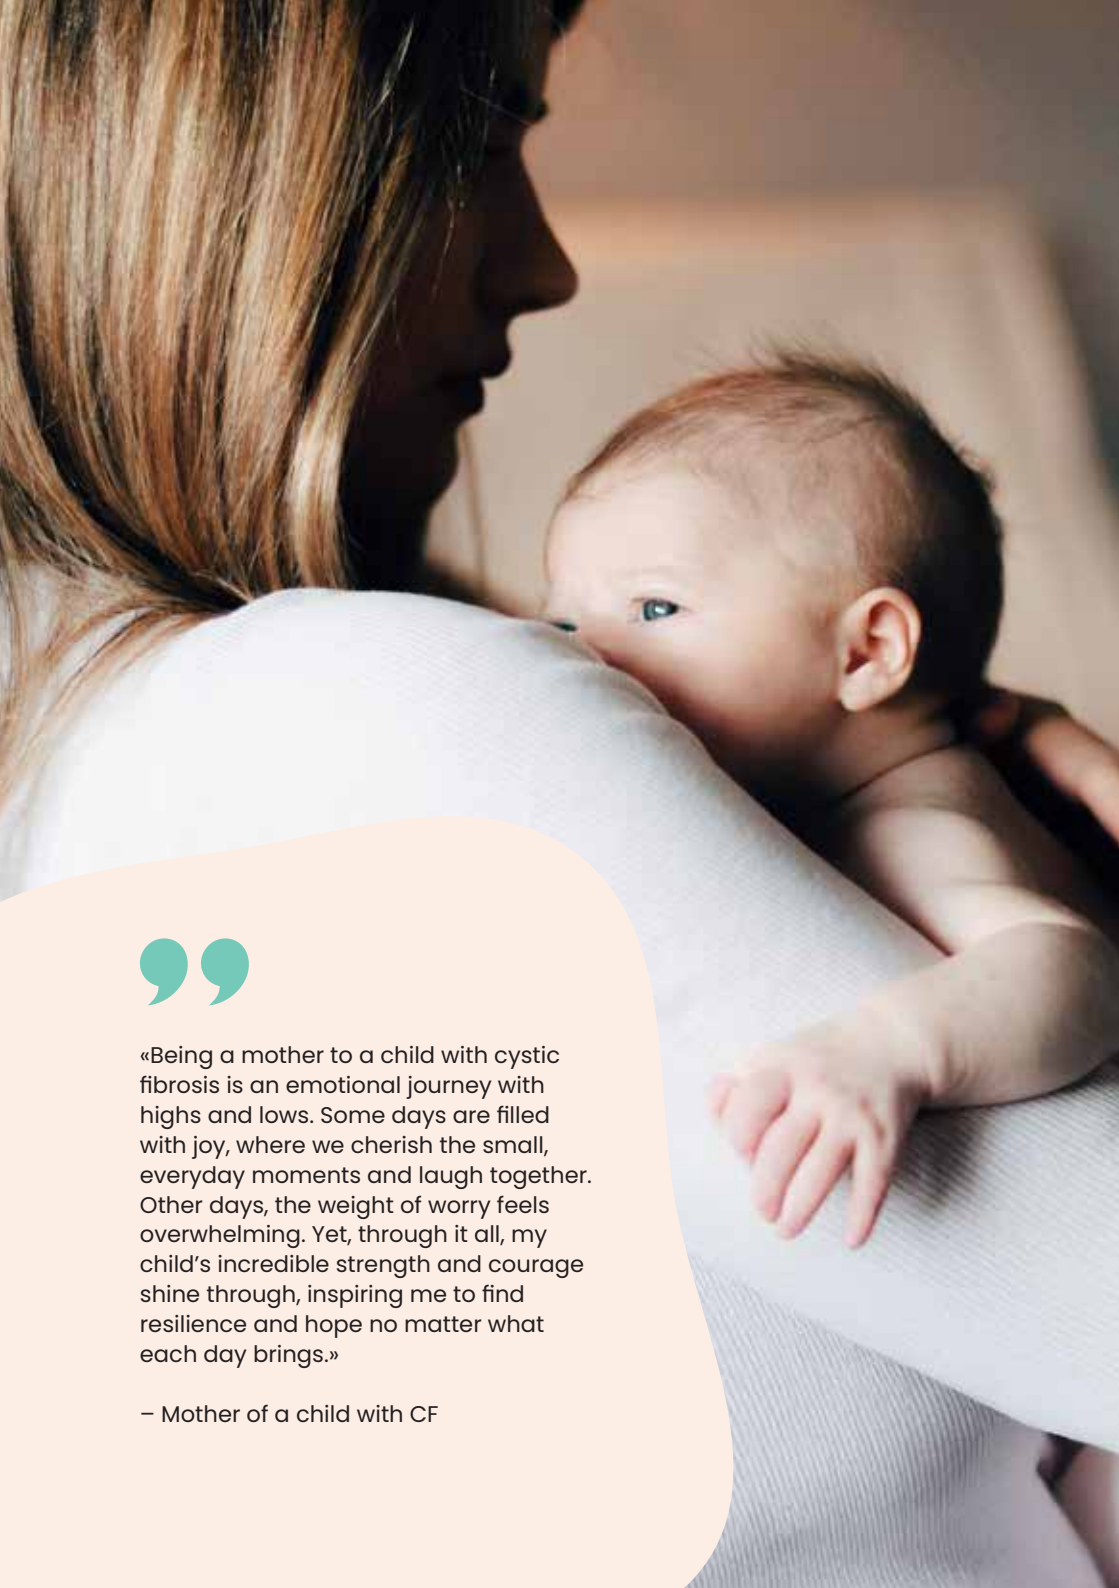 «Being a mother to a child with cystic
fibrosis is an emotional journey with
highs and lows. Some days are filled
with joy, where we cherish the small,
everyday moments and laugh together.
Other days, the weight of worry feels
overwhelming. Yet, through it all, my
child’s incredible strength and courage
shine through, inspiring me to find
resilience and hope no matter what
each day brings.»
– Mother of a child with CF